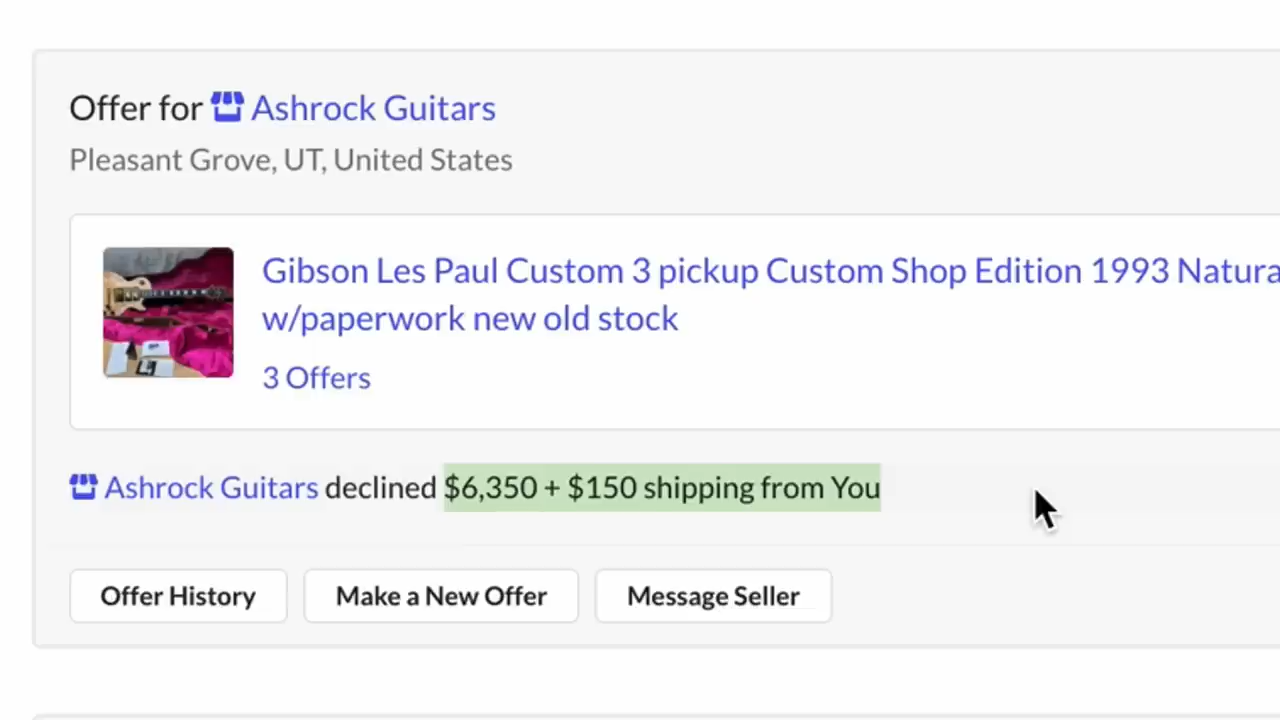 Offer for Ashrock Guitars
Pleasant Grove, UT, United States
Gibson Les Paul Custom 3 pickup Custom Shop Edition 1993 Natura
w/paperwork new old stock
3 Offers
Ashrock Guitars declined $6,350 + $150 shipping from You
Offer History
Make a New Offer
Message Seller